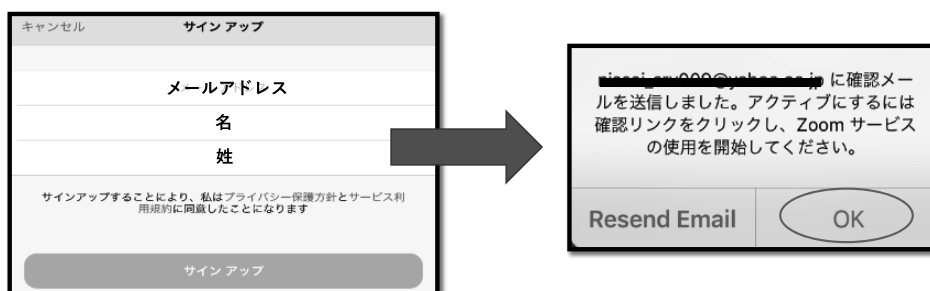 キャンセル
サイン アップ
メールアドレス
名
姓
サインアップすることにより、私はプライバシー保護方針とサービス利
用規約に同意したことになります
サイン アップ
に確認メー
ルを送信しました。アクティブにするには
確認リンクをクリックし、Zoom サービス
の使用を開始してください。
Resend Email
OK